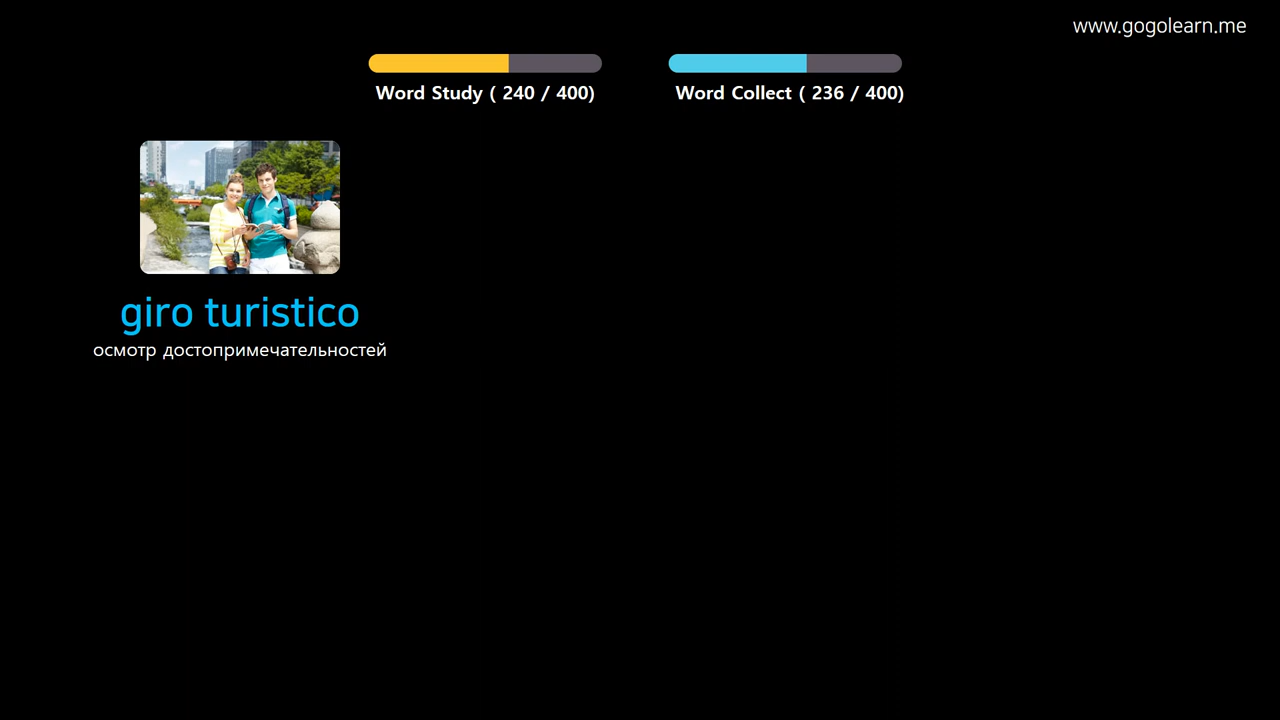 www.gogolearn.me
Word Study ( 240 / 400)
Word Collect ( 236 / 400)
giro turistico
осмотр достопримечательностей